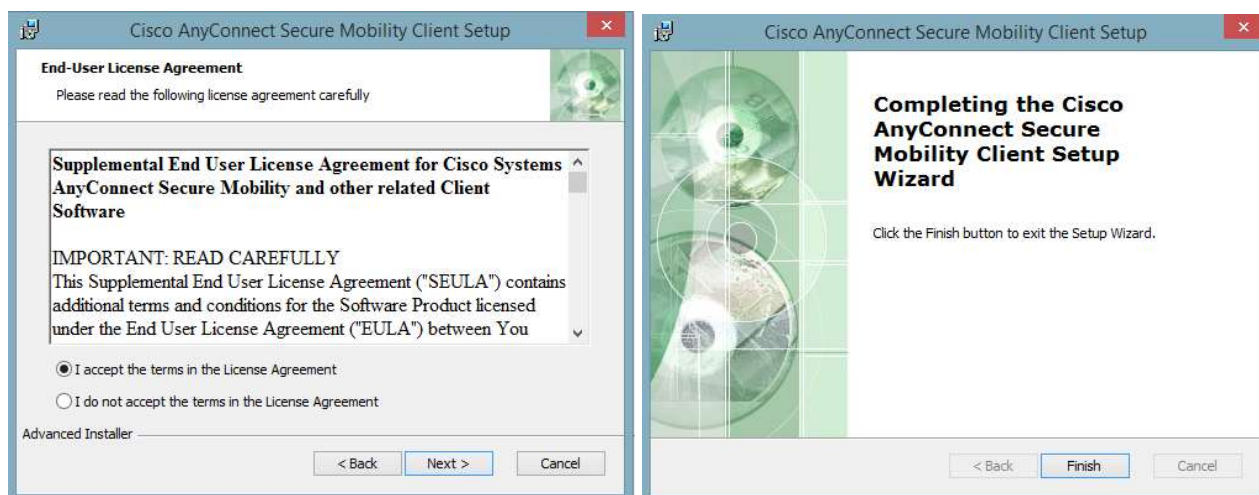 Cisco AnyConnect Secure Mobility Client Setup
End-User License Agreement
Please read the following license agreement carefully
Supplemental End User License Agreement for Cisco Systems
AnyConnect Secure Mobility and other related Client
Software
IMPORTANT: READ CAREFULLY
This Supplemental End User License Agreement ("SEULA") contains
additional terms and conditions for the Software Product licensed
under the End User License Agreement ("EULA") between You
I accept the terms in the License Agreement
I do not accept the terms in the License Agreement
Advanced Installer
< Back Next > Cancel
Cisco AnyConnect Secure Mobility Client Setup
Completing the Cisco
AnyConnect Secure
Mobility Client Setup
Wizard
Click the Finish button to exit the Setup Wizard.
< Back Finish Cancel